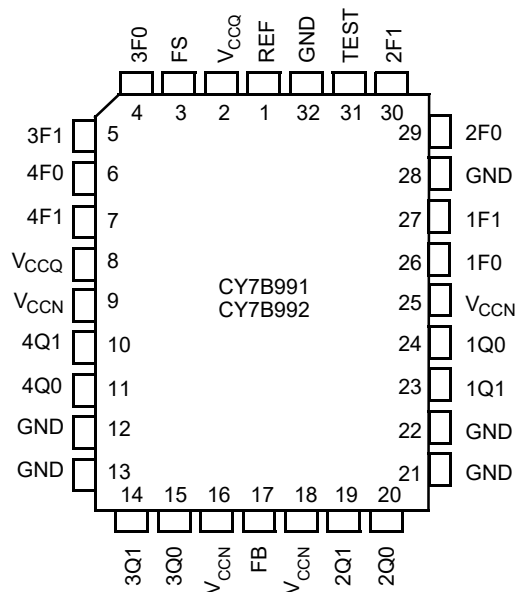 3F0 FS VCCQ REF GND TEST 2F1
4 3 2 1 32 31 30
3F1 5 29 2F0
4F0 6 28 GND
4F1 7 27 1F1
VCCQ 8 26 1F0
CY7B991
CY7B992
VCCN 9 25 VCCN
4Q1 10 24 1Q0
4Q0 11 23 1Q1
GND 12 22 GND
GND 13 21 GND
14 15 16 17 18 19 20
3Q1 3Q0 VCCN FB VCCN 2Q1 2Q0